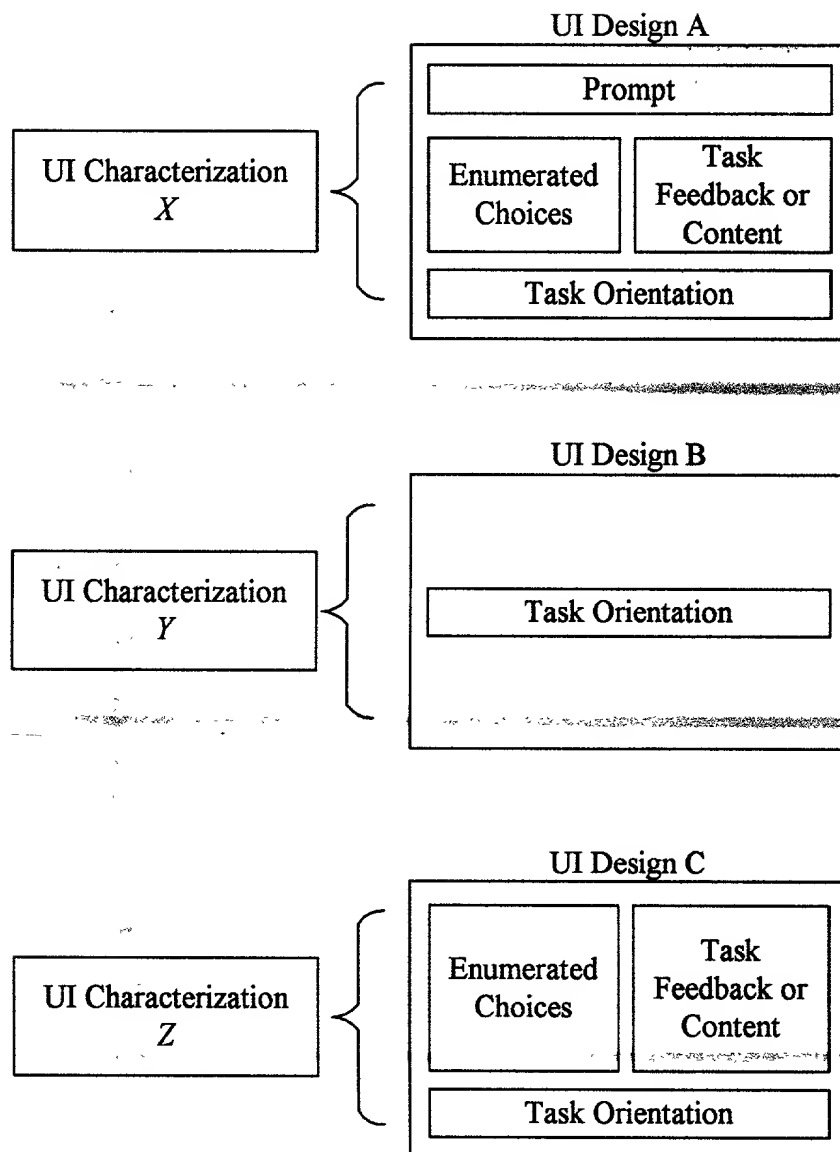 UI Design A
Prompt
UI Characterization
X
Enumerated
Choices
Task
Feedback or
Content
Task Orientation
UI Design B
UI Characterization
Y
Task Orientation
UI Design C
UI Characterization
Z
Enumerated
Choices
Task
Feedback or
Content
Task Orientation